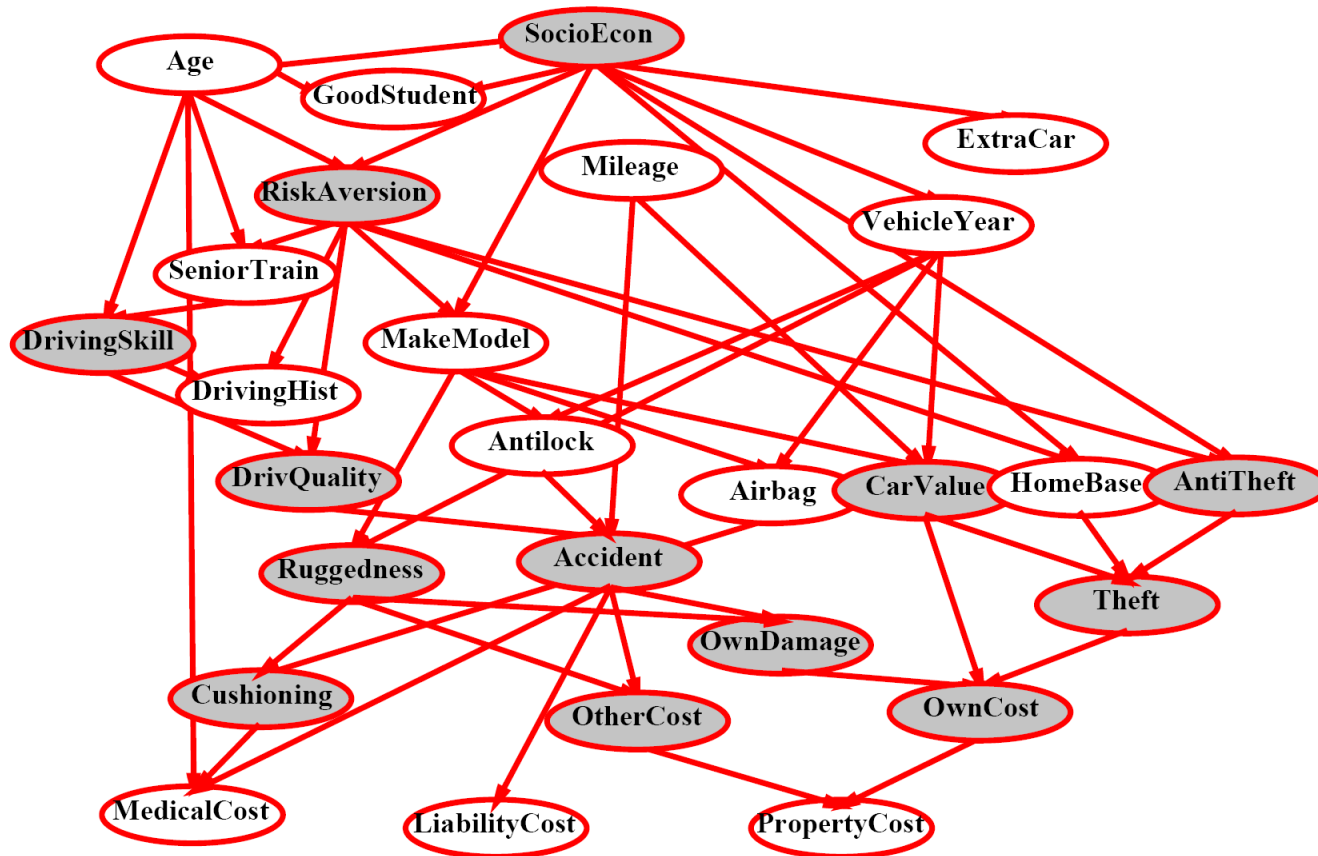 SocioEcon
Age
GoodStudent
ExtraCar
Mileage
RiskAversion
VehicleYear
SeniorTrain
DrivingSkill
MakeModel
DrivingHist
Antilock
DrivQuality
Airbag
CarValue
HomeBase
AntiTheft
Ruggedness
Accident
Theft
OwnDamage
Cushioning
OtherCost
OwnCost
MedicalCost
LiabilityCost
PropertyCost